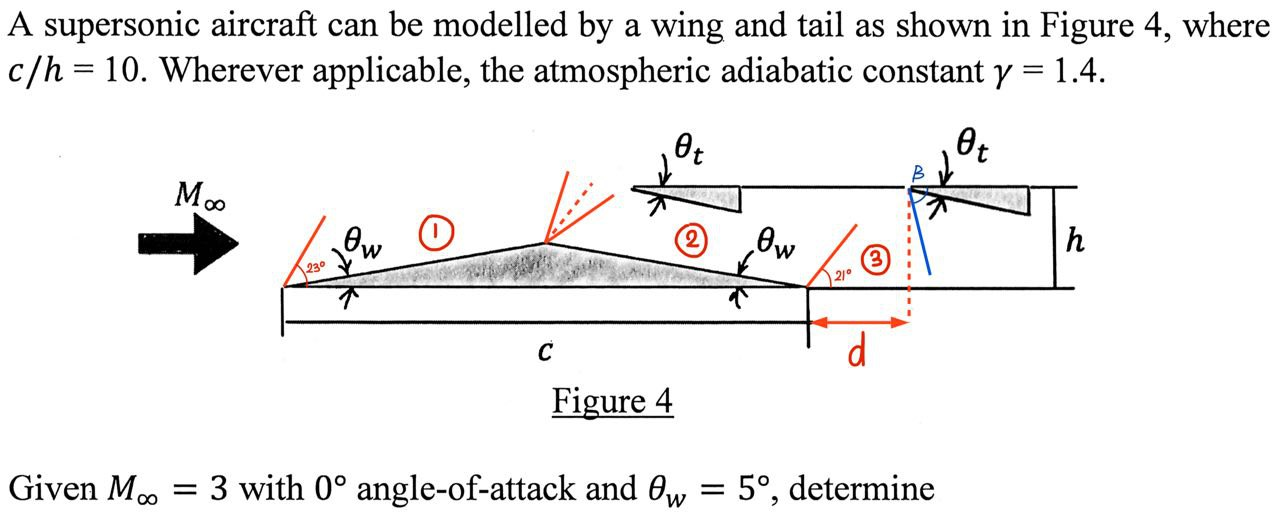 A supersonic aircraft can be modelled by a wing and tail as shown in Figure 4, where
c/h = 10. Wherever applicable, the atmospheric adiabatic constant γ = 1.4.
θt
θt
β
M∞
θw
①
②
θw
③
h
23°
21°
c
d
Figure 4
Given M∞ = 3 with 0° angle-of-attack and θw = 5°, determine